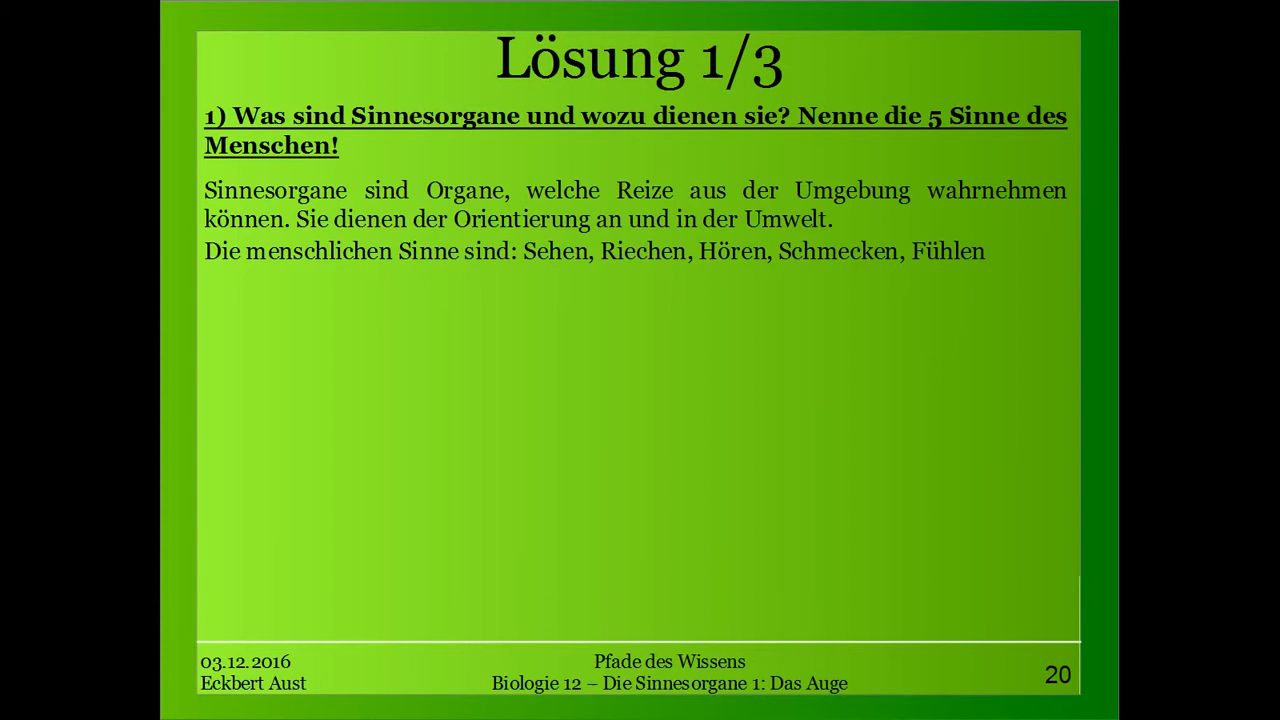 Lösung 1/3
1) Was sind Sinnesorgane und wozu dienen sie? Nenne die 5 Sinne des
Menschen!
Sinnesorgane sind Organe, welche Reize aus der Umgebung wahrnehmen
können. Sie dienen der Orientierung an und in der Umwelt.
Die menschlichen Sinne sind: Sehen, Riechen, Hören, Schmecken, Fühlen
03.12.2016
Eckbert Aust
Pfade des Wissens
Biologie 12 – Die Sinnesorgane 1: Das Auge
20